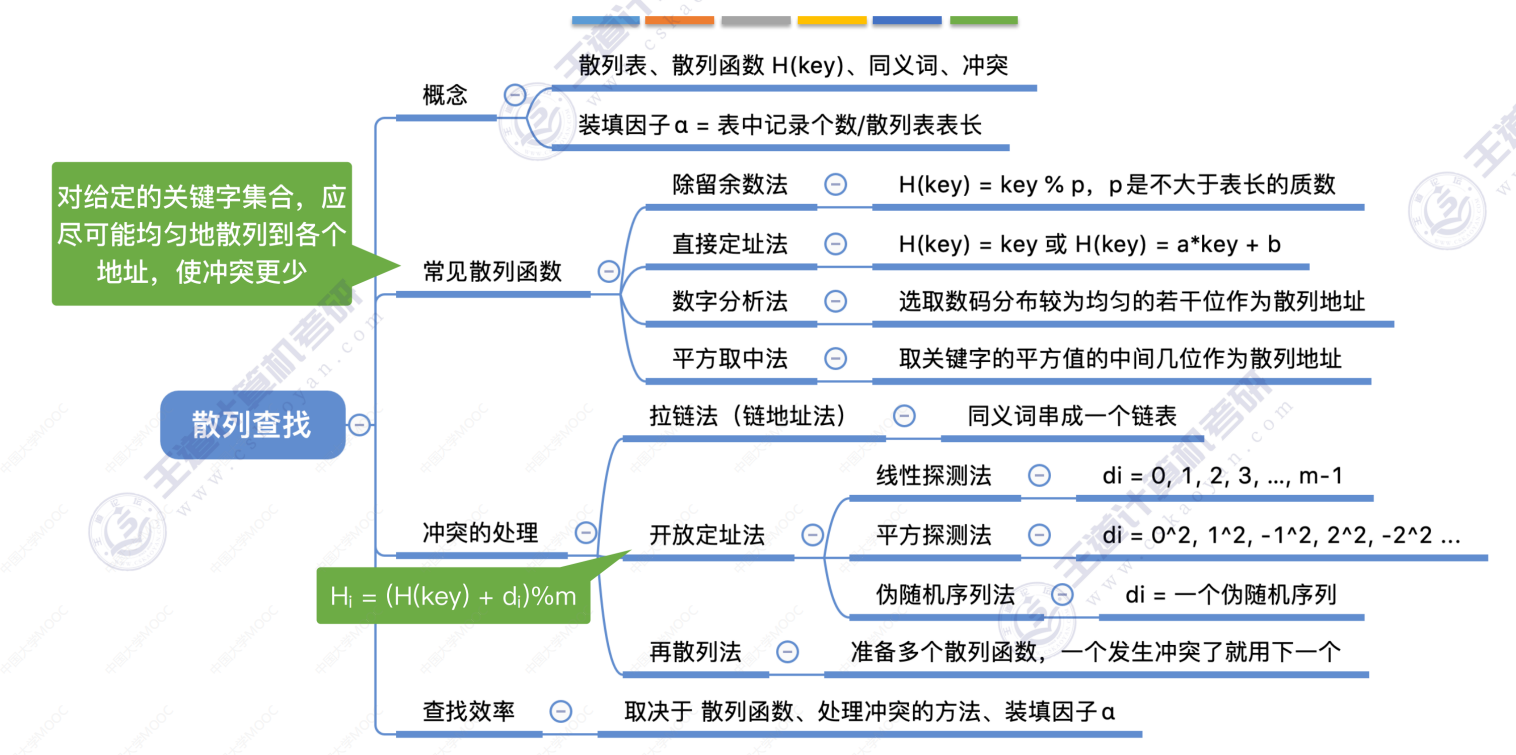 散列查找
概念
散列表、散列函数 H(key)、同义词、冲突
装填因子α = 表中记录个数/散列表表长
对给定的关键字集合，应
尽可能均匀地散列到各个
地址，使冲突更少
常见散列函数
除留余数法
H(key) = key % p，p是不大于表长的质数
直接定址法
H(key) = key 或 H(key) = a*key + b
数字分析法
选取数码分布较为均匀的若干位作为散列地址
平方取中法
取关键字的平方值的中间几位作为散列地址
冲突的处理
拉链法（链地址法）
同义词串成一个链表
开放定址法
Hᵢ = (H(key) + dᵢ)%m
线性探测法
di = 0, 1, 2, 3, ..., m-1
平方探测法
di = 0^2, 1^2, -1^2, 2^2, -2^2 ...
伪随机序列法
di = 一个伪随机序列
再散列法
准备多个散列函数，一个发生冲突了就用下一个
查找效率
取决于 散列函数、处理冲突的方法、装填因子α
王道计算机考研
www.cskaoyan.com
中国大学MOOC